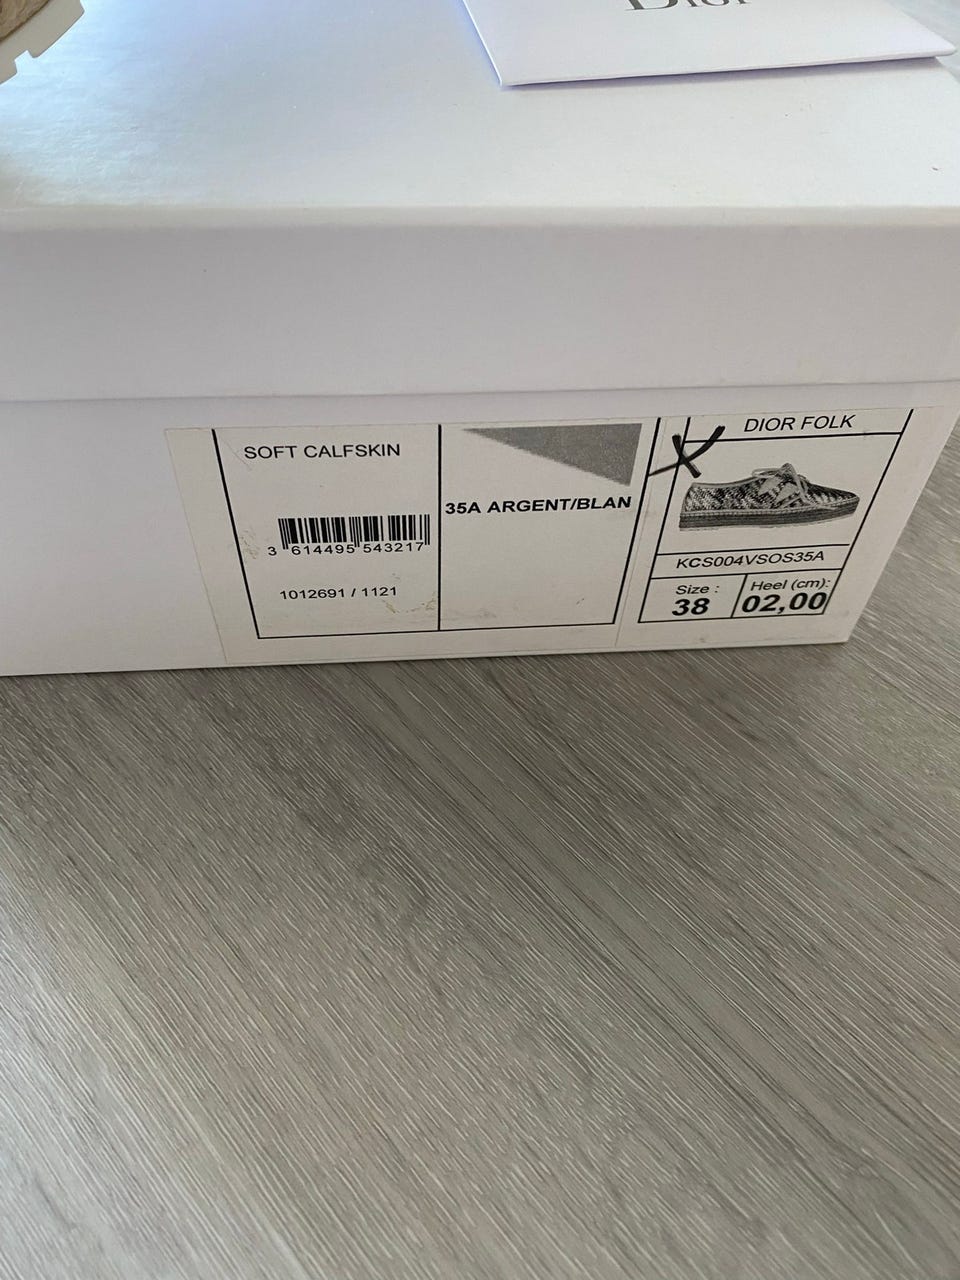 DIOR
SOFT CALFSKIN
3 614495 543217
1012691 / 1121
35A ARGENT/BLAN
X
DIOR FOLK
KCS004VSOS35A
Size :
38
Heel (cm):
02,00